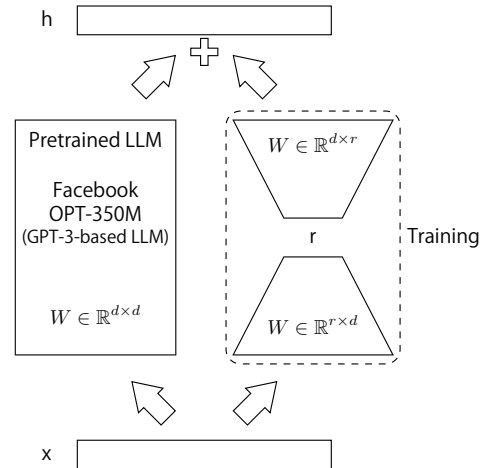 h
Pretrained LLM
Facebook
OPT-350M
(GPT-3-based LLM)
W ∈ ℝ^{d×d}
W ∈ ℝ^{d×r}
r
W ∈ ℝ^{r×d}
Training
x